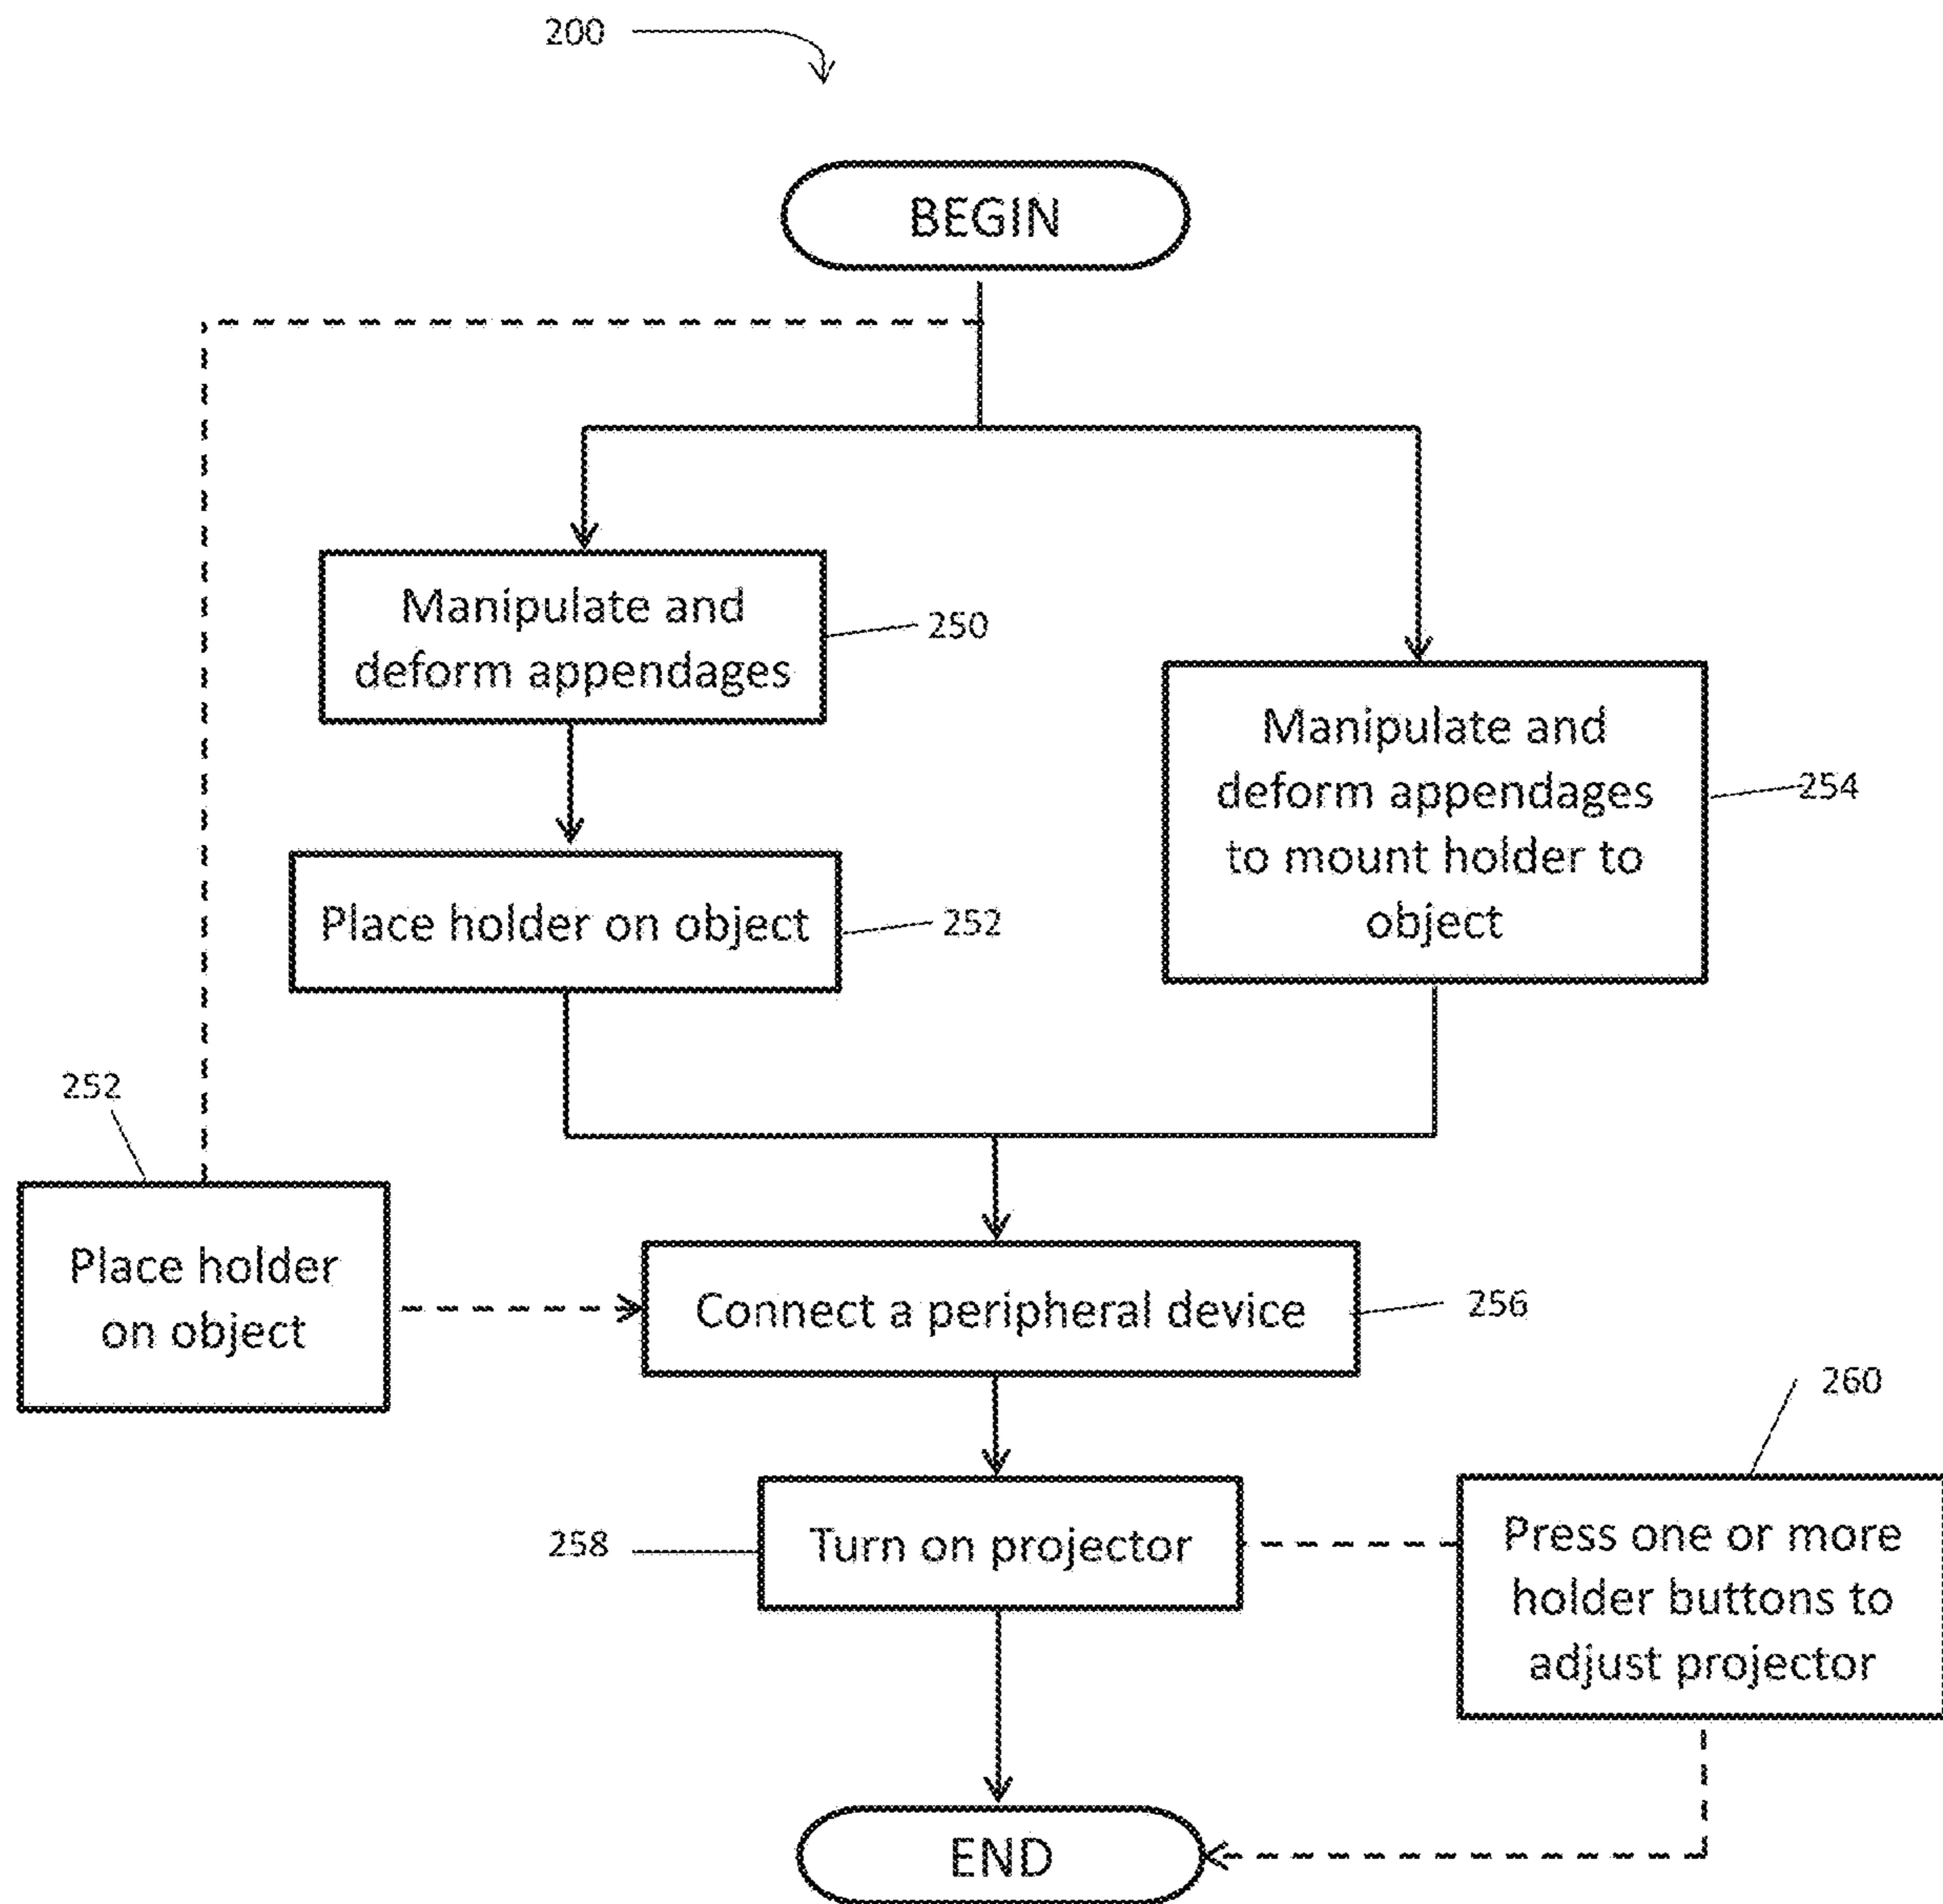 200
BEGIN
Manipulate and
deform appendages
250
Manipulate and
deform appendages
to mount holder to
object
254
Place holder on object
252
252
Place holder
on object
Connect a peripheral device
256
260
258
Turn on projector
Press one or more
holder buttons to
adjust projector
END